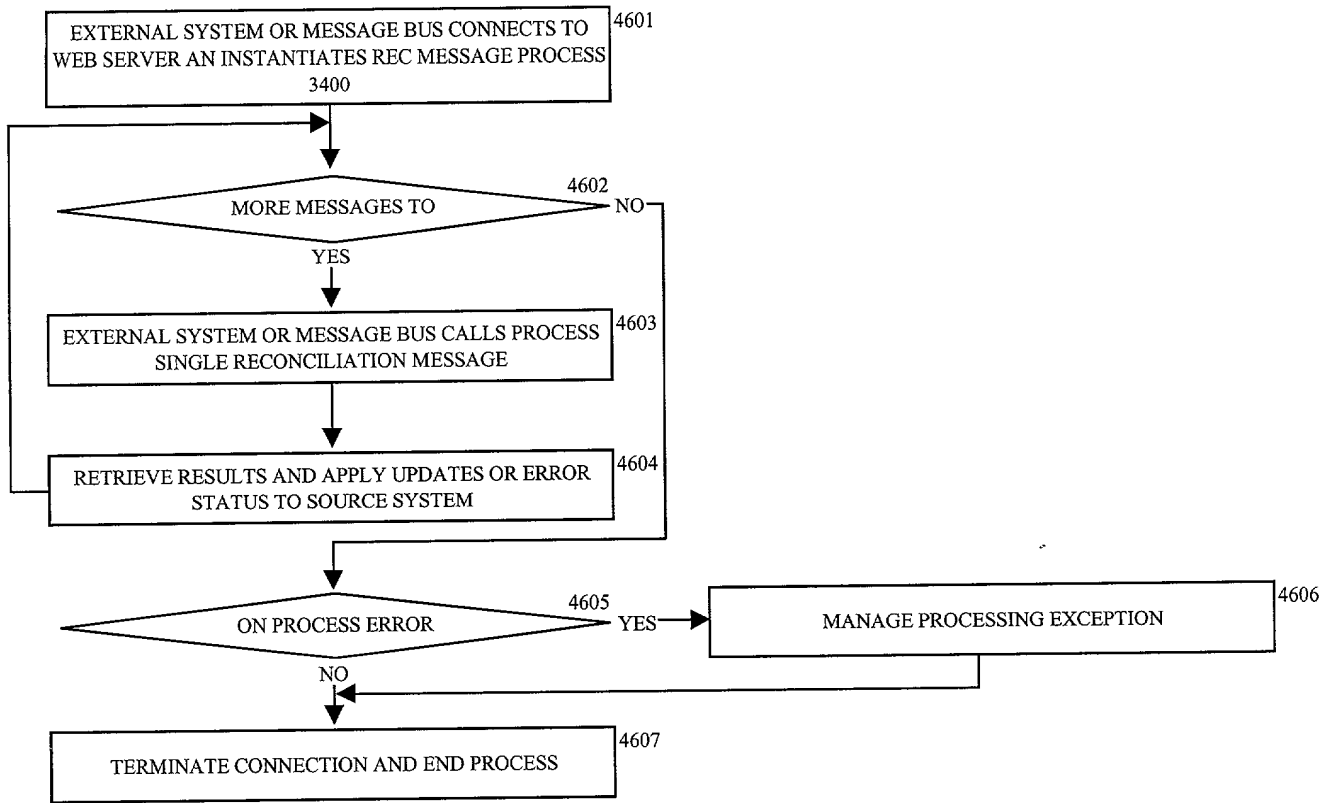 EXTERNAL SYSTEM OR MESSAGE BUS CONNECTS TO
WEB SERVER AN INSTANTIATES REC MESSAGE PROCESS
3400
4601
MORE MESSAGES TO
4602
NO
YES
EXTERNAL SYSTEM OR MESSAGE BUS CALLS PROCESS
SINGLE RECONCILIATION MESSAGE
4603
RETRIEVE RESULTS AND APPLY UPDATES OR ERROR
STATUS TO SOURCE SYSTEM
4604
ON PROCESS ERROR
4605
YES
MANAGE PROCESSING EXCEPTION
4606
NO
TERMINATE CONNECTION AND END PROCESS
4607